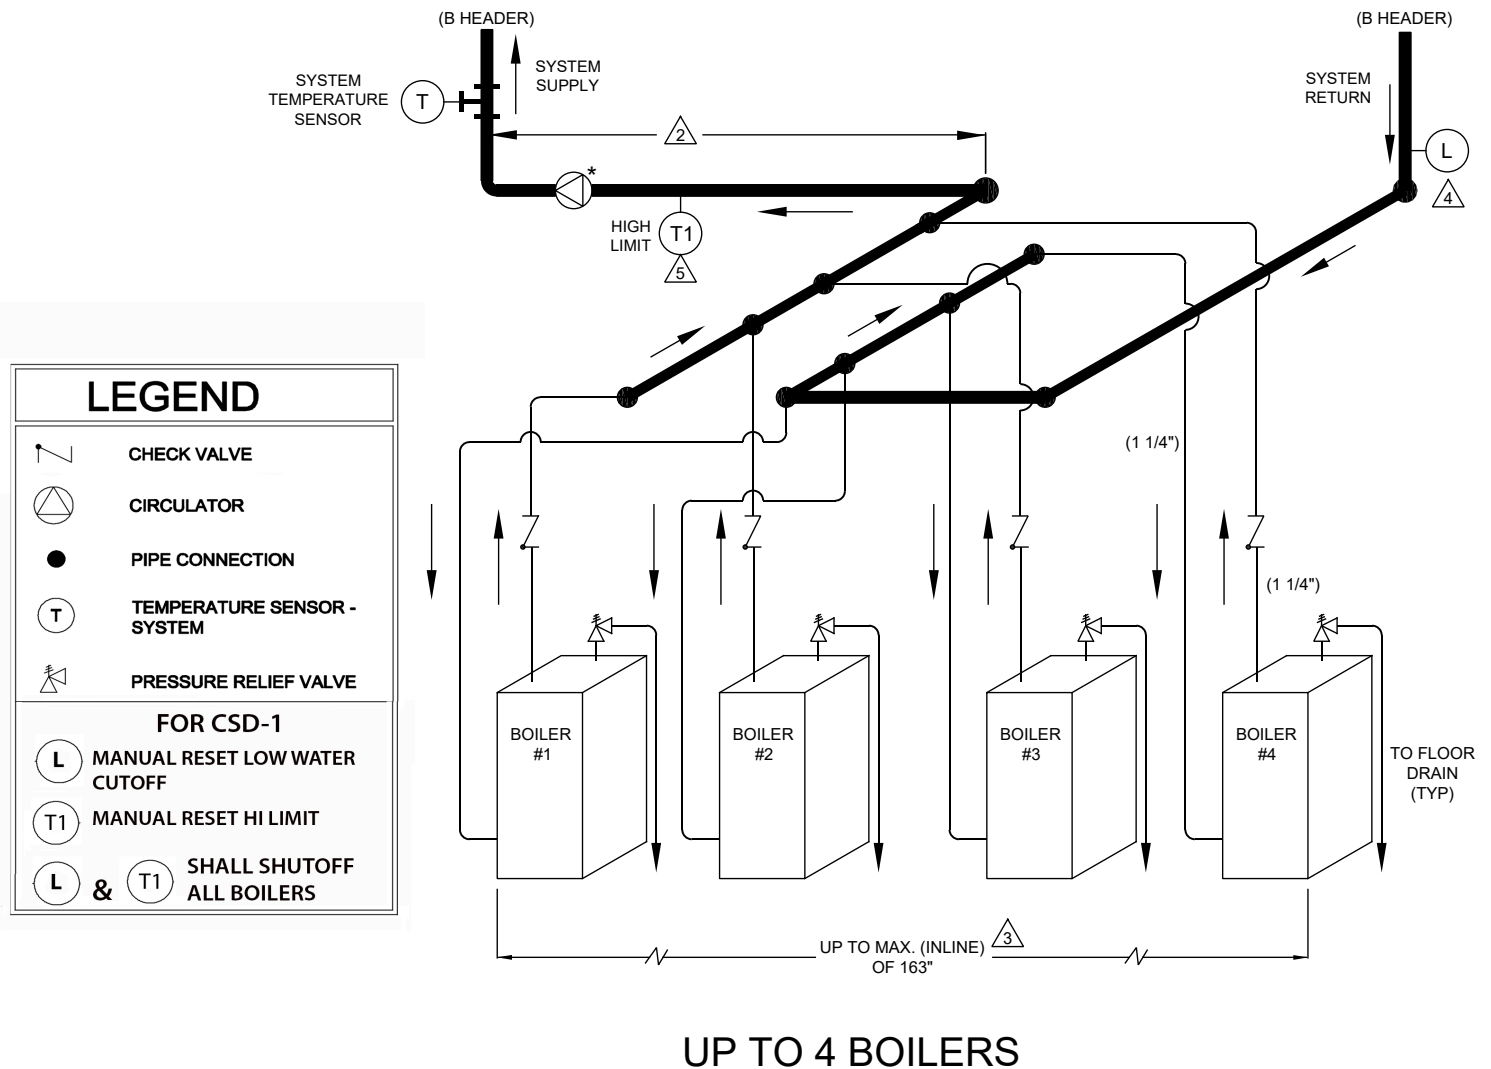 (B HEADER)
(B HEADER)
SYSTEM
SUPPLY
SYSTEM
TEMPERATURE
SENSOR
T
SYSTEM
RETURN
2
L
4
*
HIGH
LIMIT
T1
5
LEGEND
CHECK VALVE
CIRCULATOR
PIPE CONNECTION
T
TEMPERATURE SENSOR -
SYSTEM
PRESSURE RELIEF VALVE
FOR CSD-1
L
MANUAL RESET LOW WATER
CUTOFF
T1
MANUAL RESET HI LIMIT
L & T1 SHALL SHUTOFF
ALL BOILERS
(1 1/4")
(1 1/4")
BOILER
#1
BOILER
#2
BOILER
#3
BOILER
#4
TO FLOOR
DRAIN
(TYP)
UP TO MAX. (INLINE)
OF 163"
3
UP TO 4 BOILERS